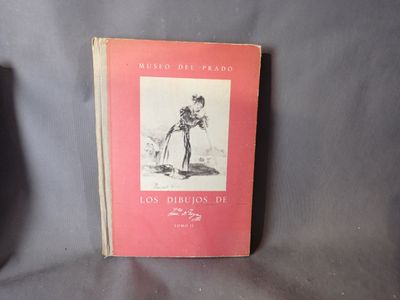 MUSEO DEL PRADO
LOS DIBUJOS DE
TOMO II